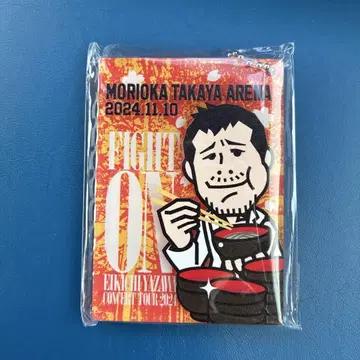 MORIOKA TAKAYA ARENA
2024.11.10
FIGHT
ON
EIKICHI YAZAWA
CONCERT TOUR 2024